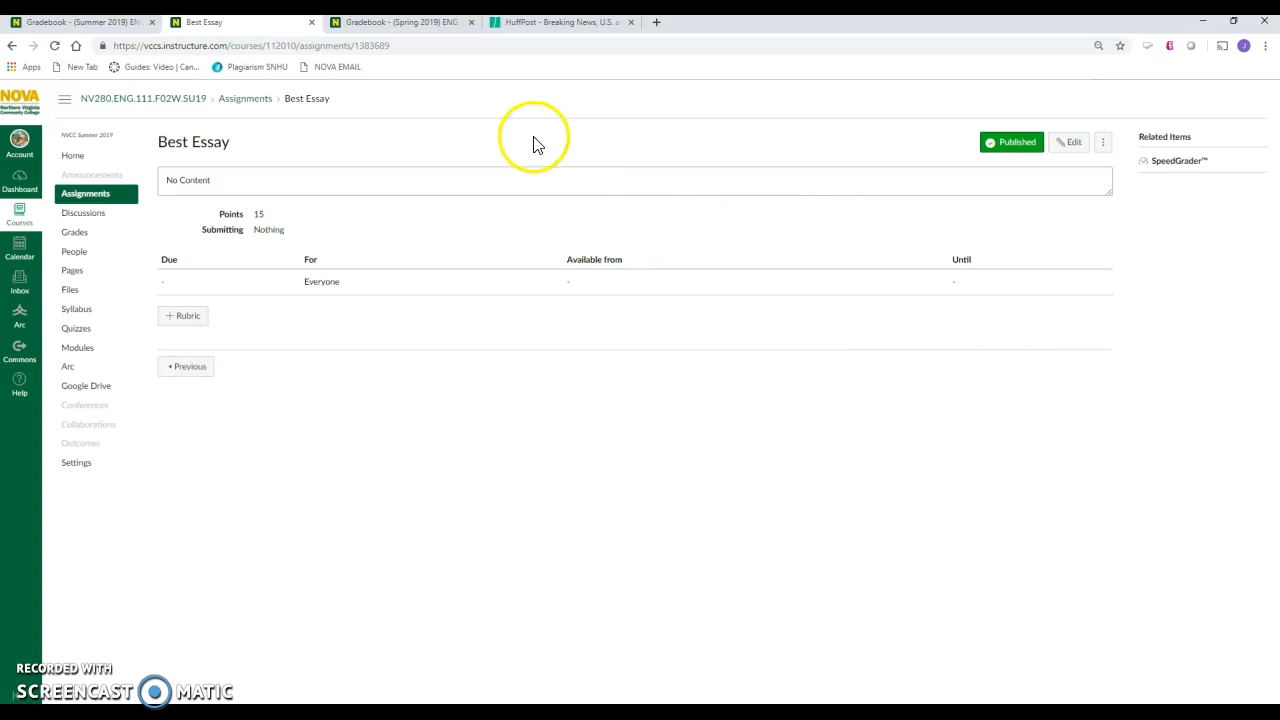 Gradebook - (Summer 2019) EN
Best Essay
Gradebook - (Spring 2019) ENG
HuffPost - Breaking News, U.S. a
https://vccs.instructure.com/courses/112010/assignments/1383689
Apps
New Tab
Guides: Video | Can...
Plagiarism SNHU
NOVA EMAIL
NOVA
Northern Virginia
Community College
NV280.ENG.111.F02W.SU19 › Assignments › Best Essay
Account
Dashboard
Courses
Calendar
Inbox
Arc
Commons
Help
NVCC Summer 2019
Home
Announcements
Assignments
Discussions
Grades
People
Pages
Files
Syllabus
Quizzes
Modules
Arc
Google Drive
Conferences
Collaborations
Outcomes
Settings
Best Essay
Published
Edit
No Content
Points 15
Submitting Nothing
Due For Available from Until
- Everyone - -
+ Rubric
Previous
Related Items
SpeedGrader™
RECORDED WITH
SCREENCAST MATIC